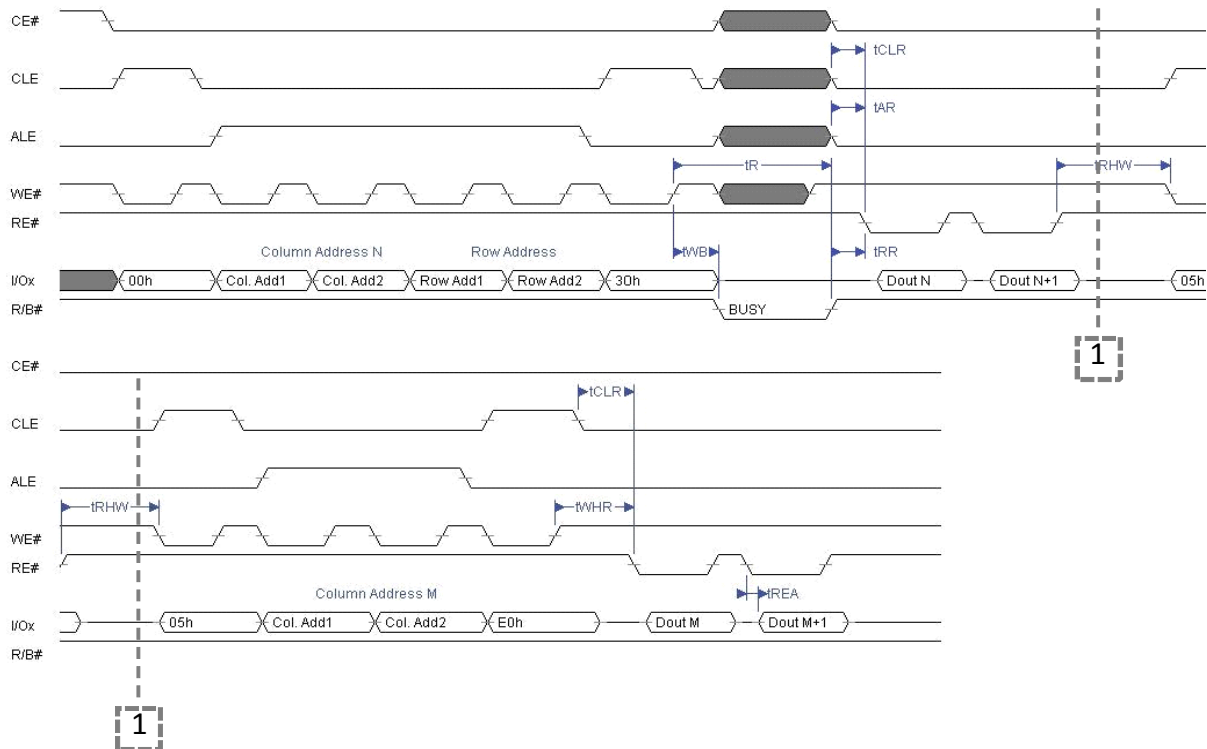 CE#
tCLR
CLE
tAR
ALE
tR
tRHW
WE#
RE#
Column Address N Row Address tWB tRR
I/Ox 00h Col. Add1 Col. Add2 Row Add1 Row Add2 30h Dout N Dout N+1 05h
R/B# BUSY
1
CE#
tCLR
CLE
ALE
tRHW tWHR
WE#
RE#
Column Address M tREA
I/Ox 05h Col. Add1 Col. Add2 E0h Dout M Dout M+1
R/B#
1